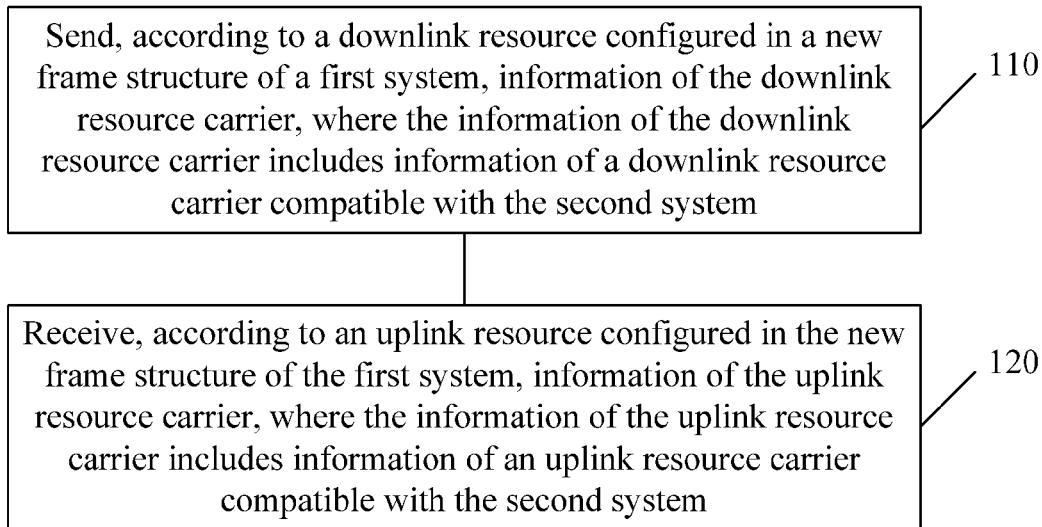 Send, according to a downlink resource configured in a new
frame structure of a first system, information of the downlink
resource carrier, where the information of the downlink
resource carrier includes information of a downlink resource
carrier compatible with the second system
110
Receive, according to an uplink resource configured in the new
frame structure of the first system, information of the uplink
resource carrier, where the information of the uplink resource
carrier includes information of an uplink resource carrier
compatible with the second system
120